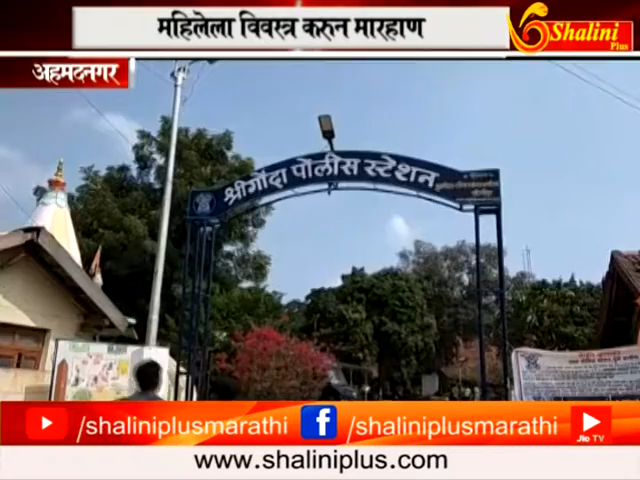 महिलेला विवस्त्र करुन मारहाण
Shalini
Plus
अहमदनगर
श्रीगोंदा पोलीस स्टेशन
/shaliniplusmarathi
/shaliniplusmarathi
Jio TV
www.shaliniplus.com